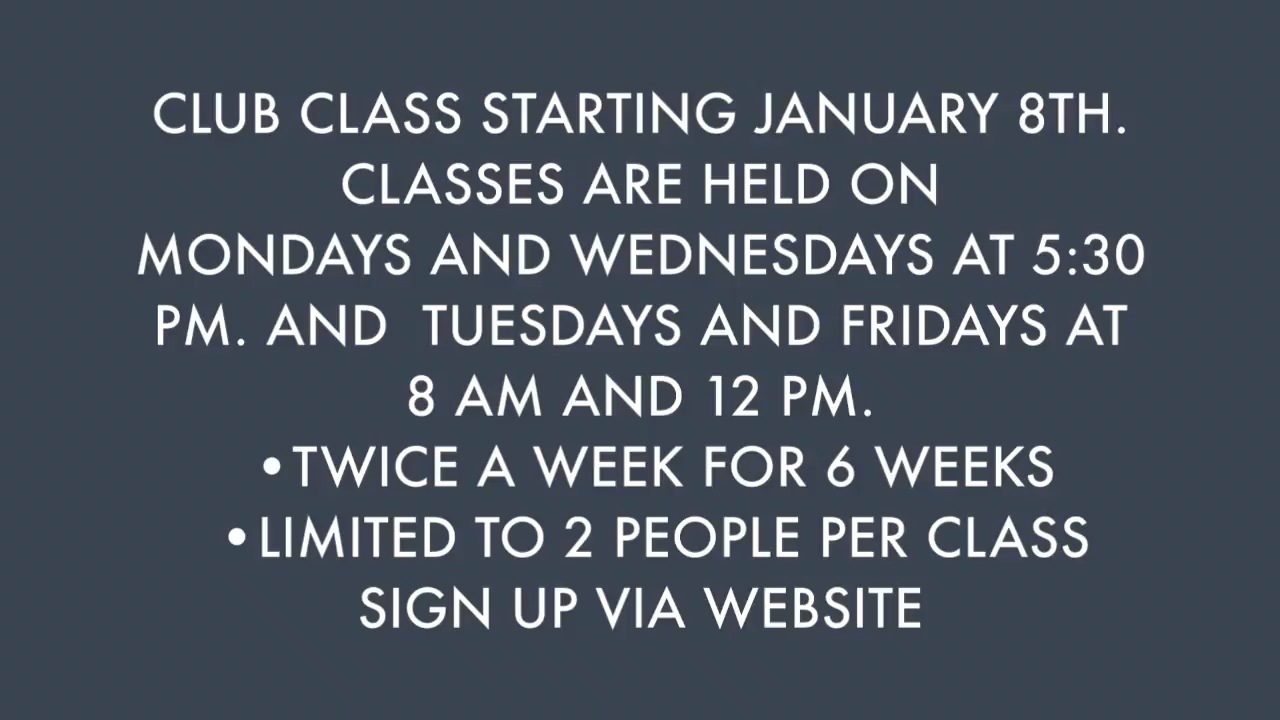 CLUB CLASS STARTING JANUARY 8TH.
CLASSES ARE HELD ON
MONDAYS AND WEDNESDAYS AT 5:30
PM. AND  TUESDAYS AND FRIDAYS AT
8 AM AND 12 PM.
•TWICE A WEEK FOR 6 WEEKS
•LIMITED TO 2 PEOPLE PER CLASS
SIGN UP VIA WEBSITE